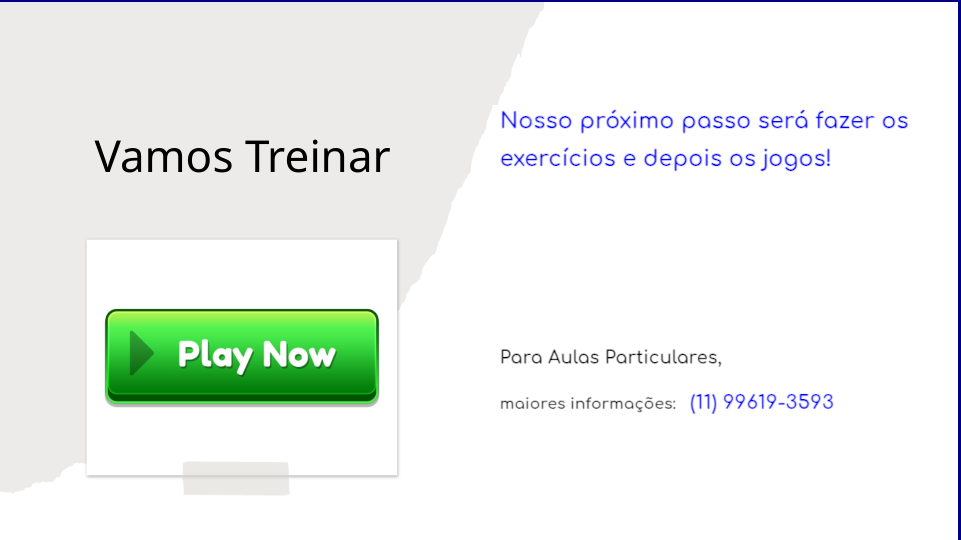 Vamos Treinar
Play Now
Nosso próximo passo será fazer os
exercícios e depois os jogos!
Para Aulas Particulares,
maiores informações: (11) 99619-3593